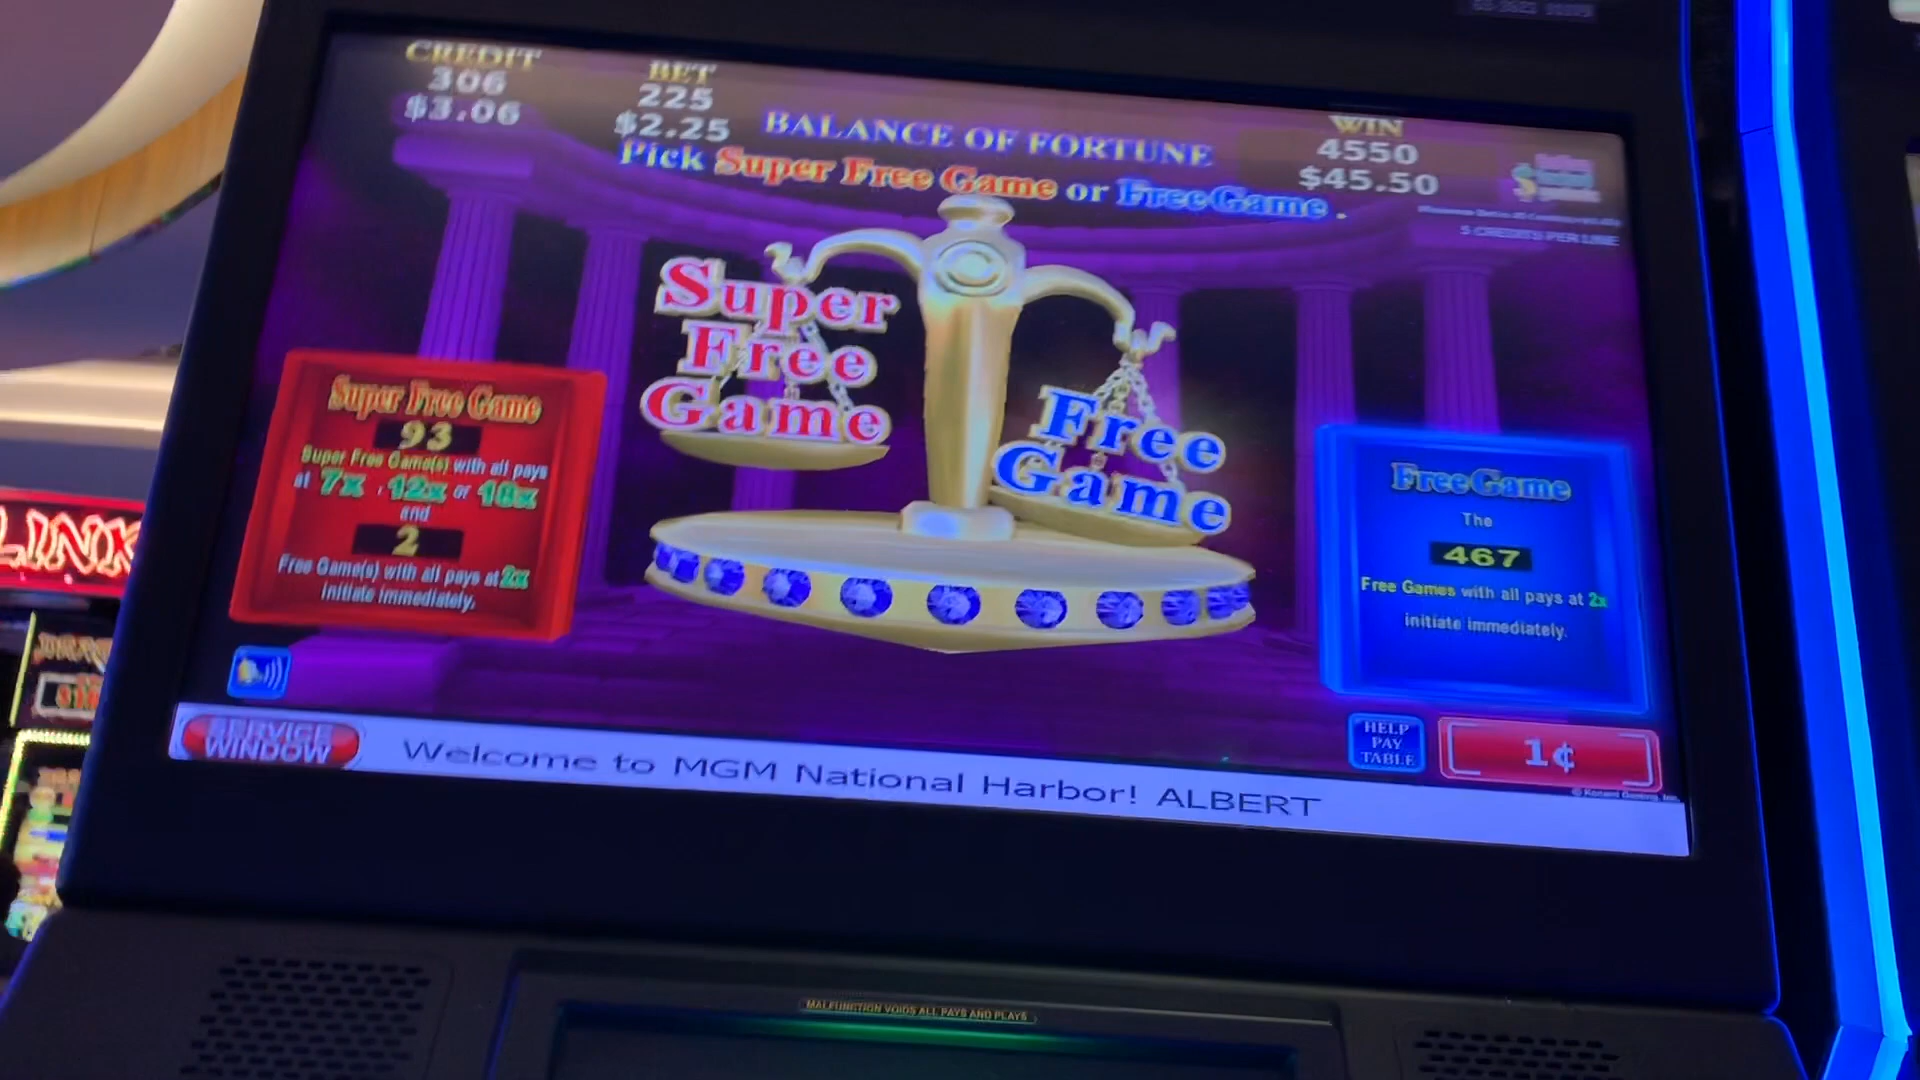 CREDIT
306
$3.06
BET
225
$2.25
BALANCE OF FORTUNE
Pick Super Free Game or Free Game .
WIN
4550
$45.50
5 CREDITS PER LINE
Super
Free
Game
Free
Game
Super Free Game
93
Super Free Game(s) with all pays
at 7x , 12x or 18x
and
2
Free Game(s) with all pays at 2x
initiate immediately.
Free Game
The
467
Free Games with all pays at 2x
initiate immediately.
SERVICE
WINDOW
Welcome to MGM National Harbor! ALBERT
HELP
PAY
TABLE
1¢
© Konami Gaming, Inc.
MALFUNCTION VOIDS ALL PAYS AND PLAYS
LINK